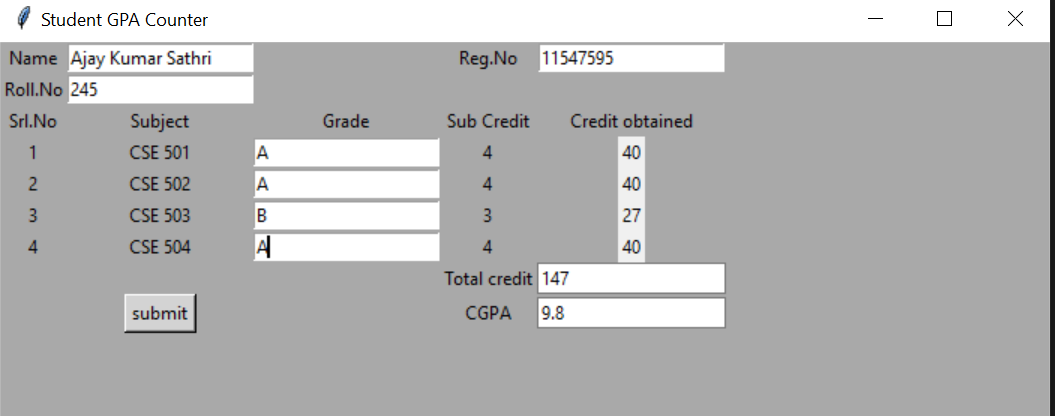 Student GPA Counter
Name Ajay Kumar Sathri Reg.No 11547595
Roll.No 245
Srl.No Subject Grade Sub Credit Credit obtained
1 CSE 501 A 4 40
2 CSE 502 A 4 40
3 CSE 503 B 3 27
4 CSE 504 A 4 40
Total credit 147
submit CGPA 9.8